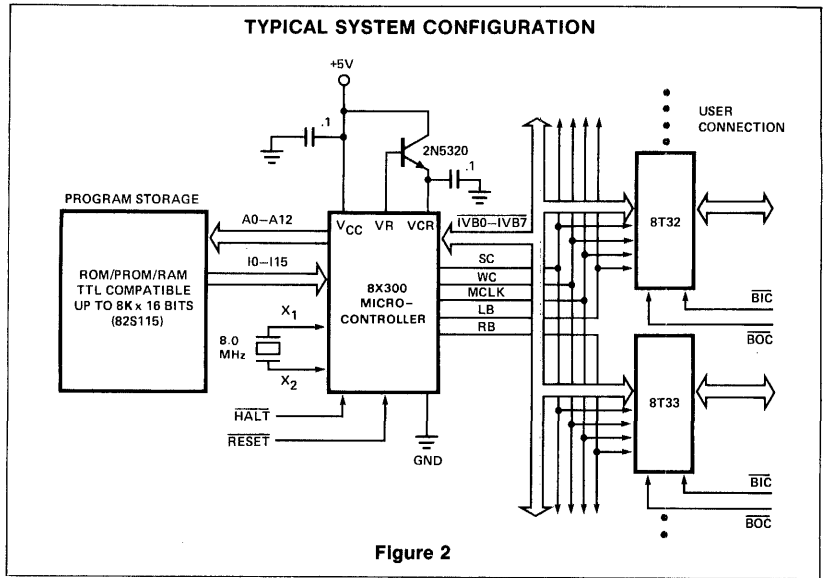 TYPICAL SYSTEM CONFIGURATION
+5V
.1
2N5320
.1
USER
CONNECTION
PROGRAM STORAGE
A0–A12
VCC VR VCR
IVB0–IVB7
8T32
I0–I15
SC
ROM/PROM/RAM
TTL COMPATIBLE
UP TO 8K x 16 BITS
(82S115)
8X300
MICRO-
CONTROLLER
WC
MCLK
LB
RB
X1
8.0
MHz
X2
BIC
BOC
HALT
RESET
GND
8T33
BIC
BOC
Figure 2